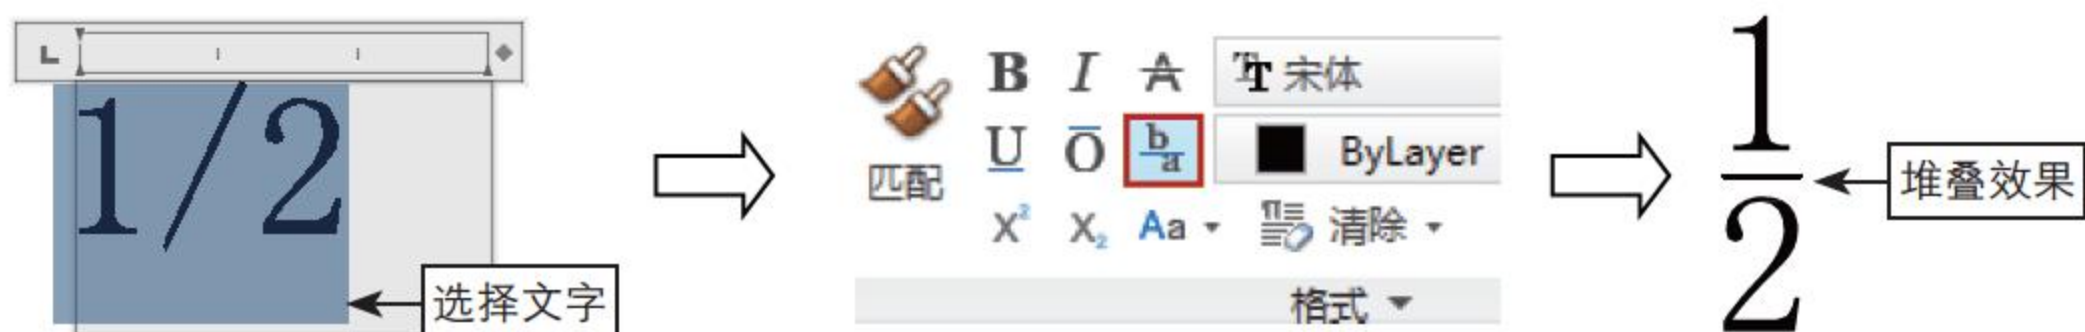 1/2
选择文字
B I A 宋体
匹配
U O b/a ByLayer
X² X₂ Aa 清除
格式
1
2
堆叠效果